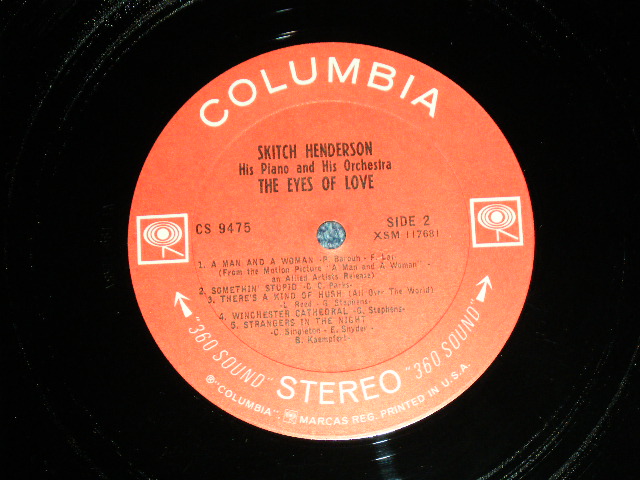 COLUMBIA
SKITCH HENDERSON
His Piano and His Orchestra
THE EYES OF LOVE
CS 9475
SIDE 2
XSM 117681
1. A MAN AND A WOMAN -P. Barouh - F. Lai
(From the Motion Picture "A Man and A Woman" -
an Allied Artists Release)
2. SOMETHIN' STUPID -C. C. Parks-
3. THERE'S A KIND OF HUSH (All Over The World)
-L. Reed - G. Stephens-
4. WINCHESTER CATHEDRAL -G. Stephens-
5. STRANGERS IN THE NIGHT
-C. Singleton - E. Snyder -
B. Kaempfert-
"360 SOUND" STEREO "360 SOUND"
® "COLUMBIA", MARCAS REG. PRINTED IN U.S.A.